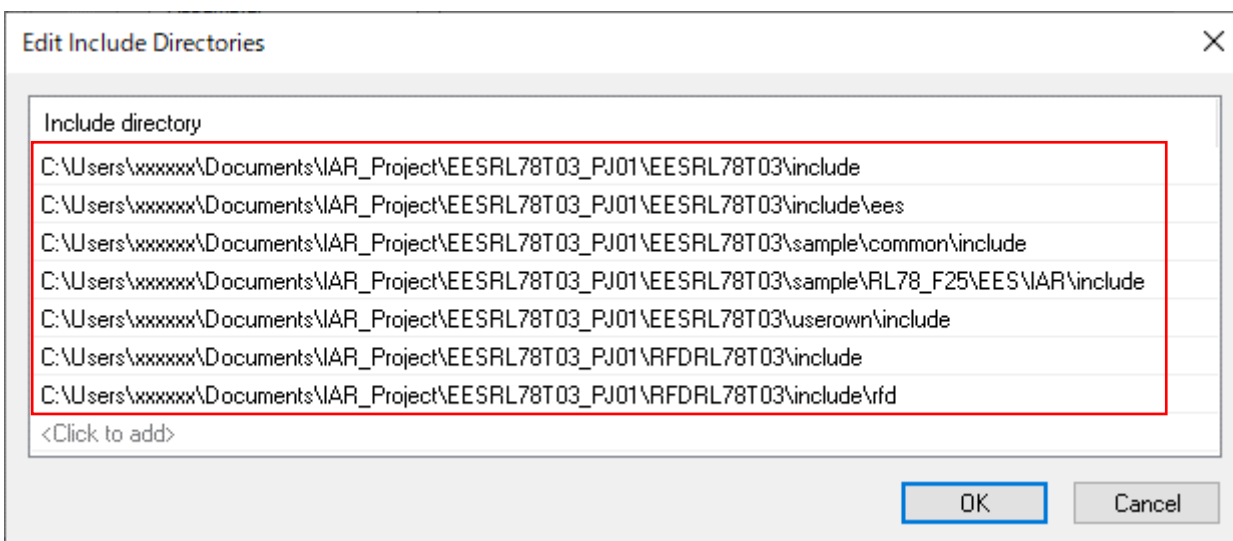 Edit Include Directories
Include directory
C:\Users\xxxxxx\Documents\IAR_Project\EESRL78T03_PJ01\EESRL78T03\include
C:\Users\xxxxxx\Documents\IAR_Project\EESRL78T03_PJ01\EESRL78T03\include\ees
C:\Users\xxxxxx\Documents\IAR_Project\EESRL78T03_PJ01\EESRL78T03\sample\common\include
C:\Users\xxxxxx\Documents\IAR_Project\EESRL78T03_PJ01\EESRL78T03\sample\RL78_F25\EES\IAR\include
C:\Users\xxxxxx\Documents\IAR_Project\EESRL78T03_PJ01\EESRL78T03\userown\include
C:\Users\xxxxxx\Documents\IAR_Project\EESRL78T03_PJ01\RFDRL78T03\include
C:\Users\xxxxxx\Documents\IAR_Project\EESRL78T03_PJ01\RFDRL78T03\include\rfd
<Click to add>
OK Cancel